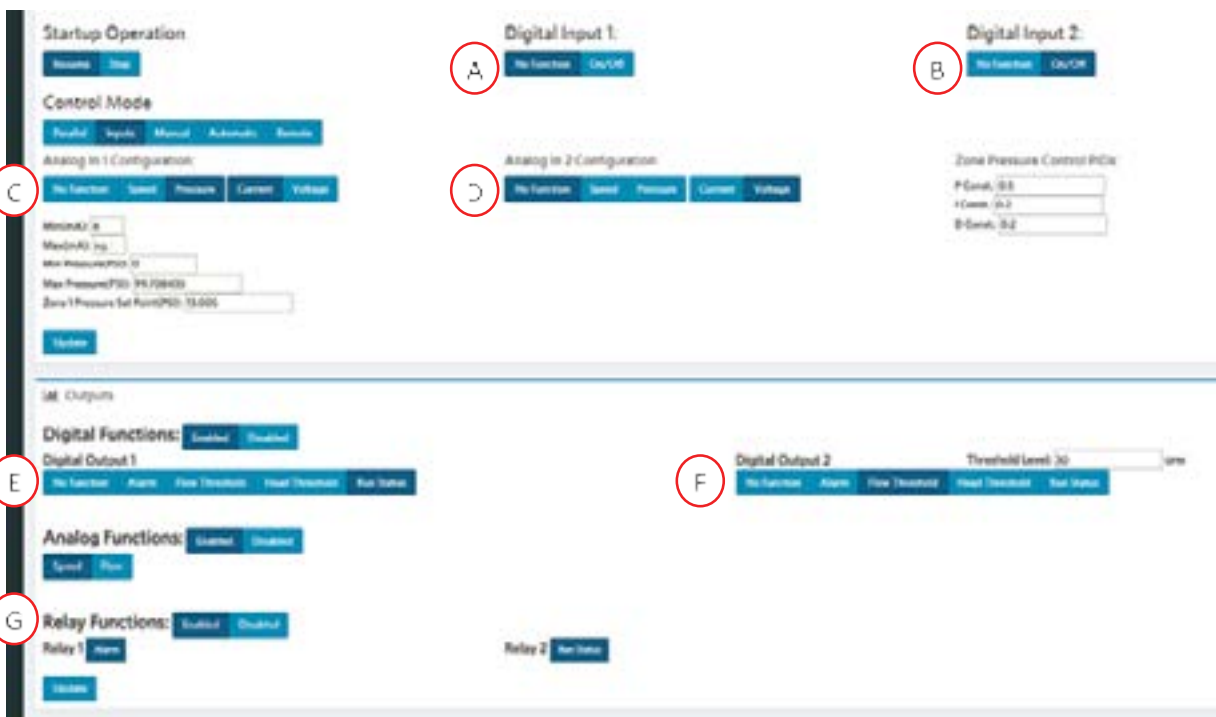 Startup Operation
Resume Stop
Digital Input 1:
A No Function On/Off
Digital Input 2:
B No Function On/Off
Control Mode
Parallel Inputs Manual Automatic Remote
Analog In 1 Configuration:
C No Function Speed Pressure Current Voltage
Analog In 2 Configuration
D No Function Speed Pressure Current Voltage
Zone Pressure Control PIDs
P Const. 0.5
I Const. 0.2
D Const. 0.2
Min(mA):
Max(mA):
Min Pressure(PSI): 0
Max Pressure(PSI):
Zone 1 Pressure Set Point(PSI):
Update
Outputs
Digital Functions: Enabled Disabled
Digital Output 1
E No Function Alarm Flow Threshold Head Threshold Run Status
Digital Output 2 Threshold Level: 30
F No Function Alarm Flow Threshold Head Threshold Run Status
Analog Functions: Enabled Disabled
Speed Flow
G Relay Functions: Enabled Disabled
Relay 1 Alarm
Relay 2 Run Status
Update